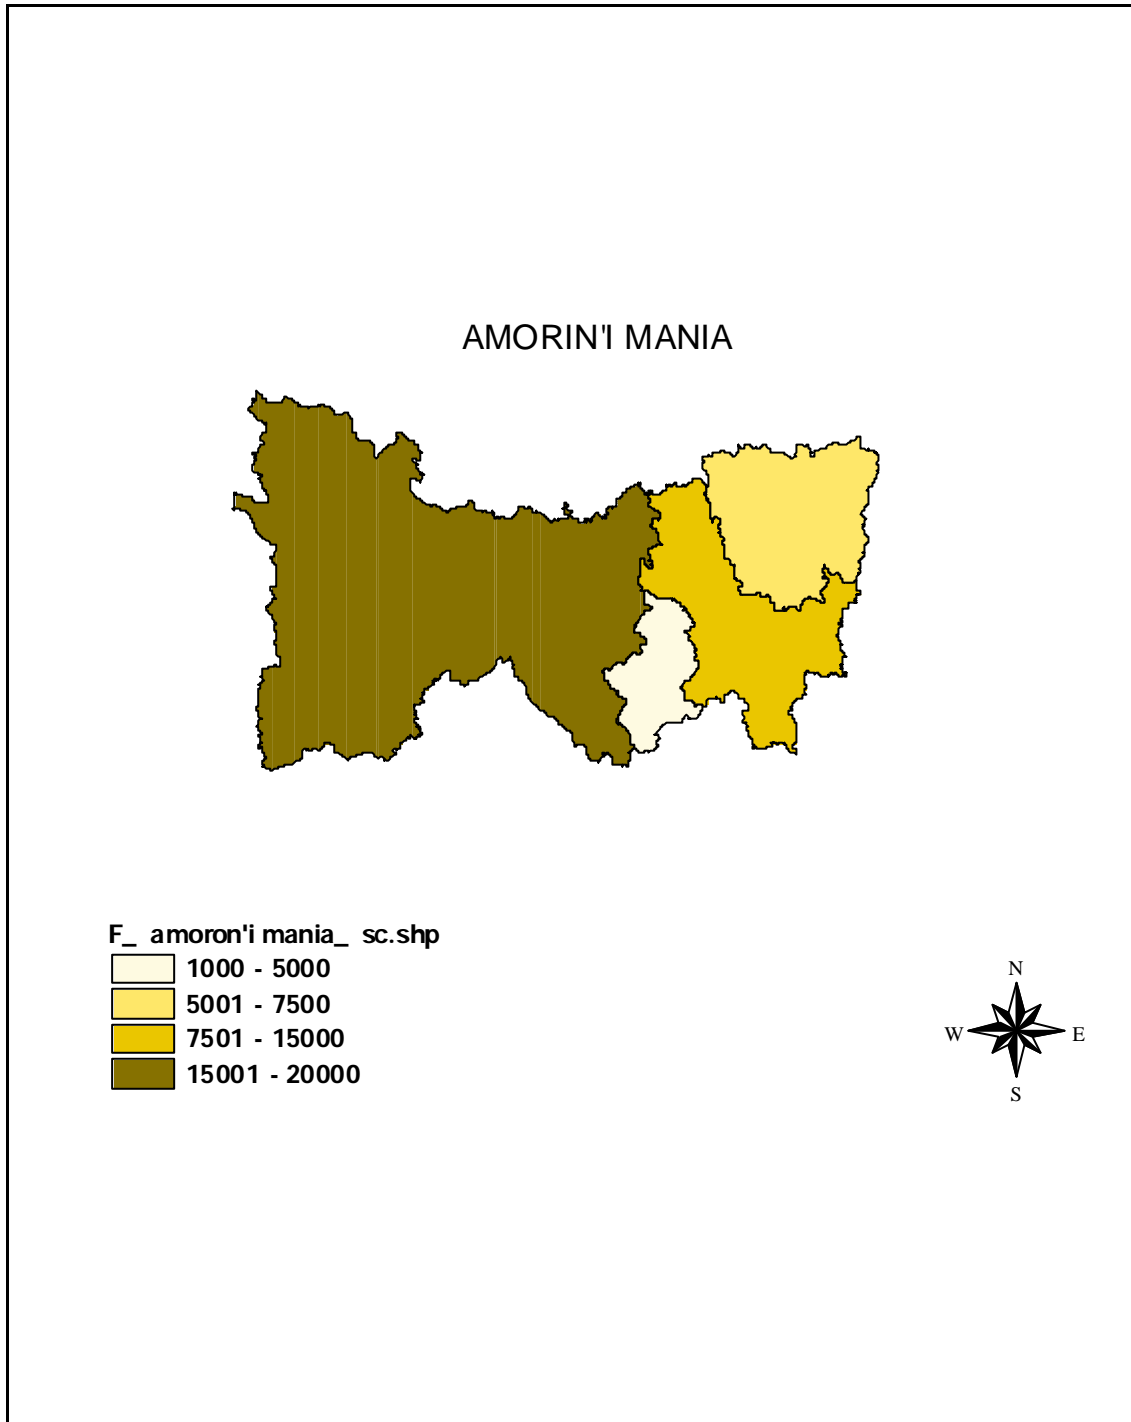 AMORIN'I MANIA
F_ amoron'i mania_ sc.shp
1000 - 5000
5001 - 7500
7501 - 15000
15001 - 20000
N
W E
S